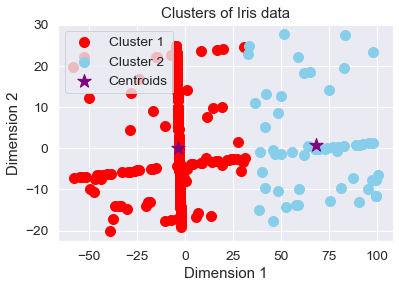 Clusters of Iris data
30
20
10
0
−10
−20
Dimension 2
Cluster 1
Cluster 2
Centroids
−50
−25
0
25
50
75
100
Dimension 1